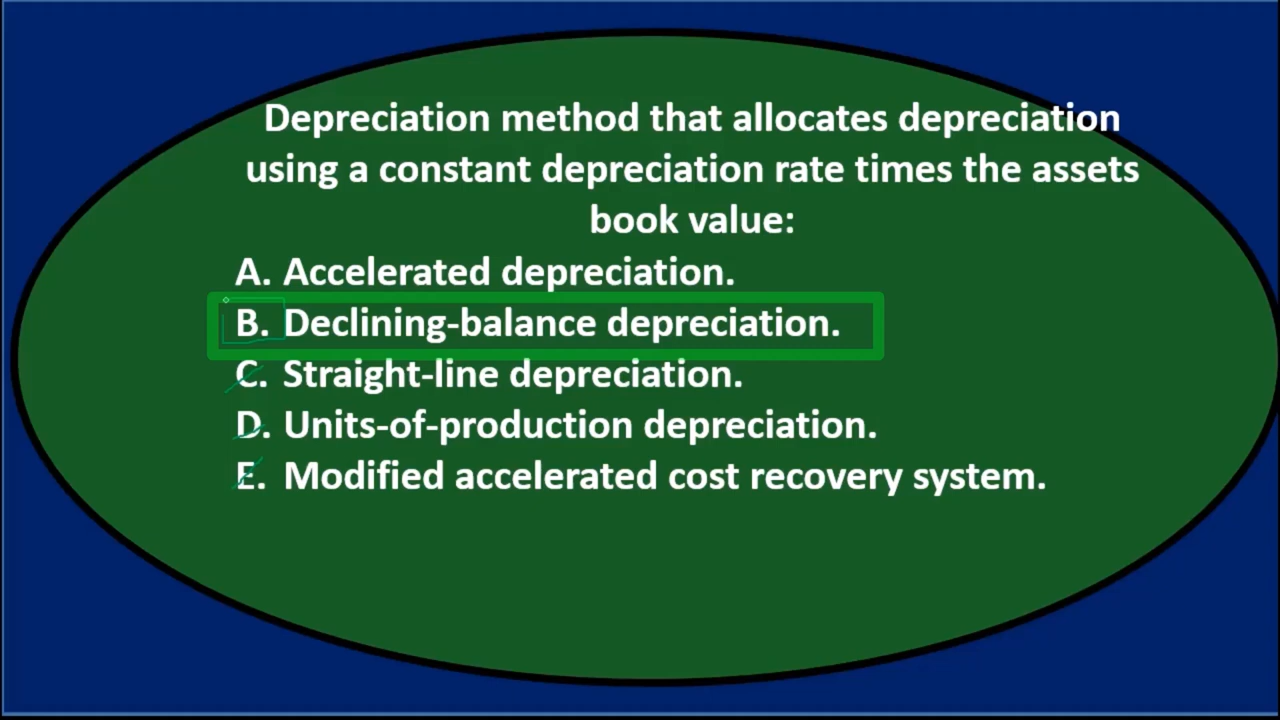 Depreciation method that allocates depreciation
using a constant depreciation rate times the assets
book value:
A. Accelerated depreciation.
B. Declining-balance depreciation.
C. Straight-line depreciation.
D. Units-of-production depreciation.
E. Modified accelerated cost recovery system.